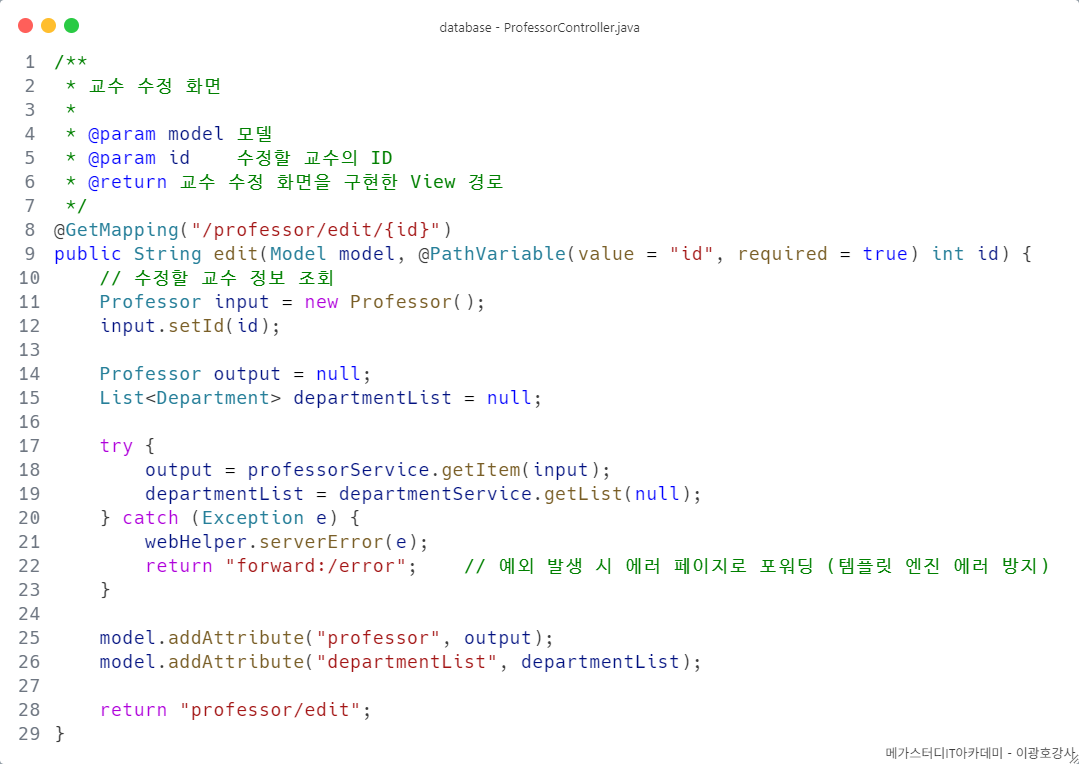 database - ProfessorController.java
1 /**
2  * 교수 수정 화면
3  *
4  * @param model 모델
5  * @param id    수정할 교수의 ID
6  * @return 교수 수정 화면을 구현한 View 경로
7  */
8 @GetMapping("/professor/edit/{id}")
9 public String edit(Model model, @PathVariable(value = "id", required = true) int id) {
10     // 수정할 교수 정보 조회
11     Professor input = new Professor();
12     input.setId(id);
13
14     Professor output = null;
15     List<Department> departmentList = null;
16
17     try {
18         output = professorService.getItem(input);
19         departmentList = departmentService.getList(null);
20     } catch (Exception e) {
21         webHelper.serverError(e);
22         return "forward:/error";    // 예외 발생 시 에러 페이지로 포워딩 (템플릿 엔진 에러 방지)
23     }
24
25     model.addAttribute("professor", output);
26     model.addAttribute("departmentList", departmentList);
27
28     return "professor/edit";
29 }
메가스터디IT아카데미 - 이광호강사